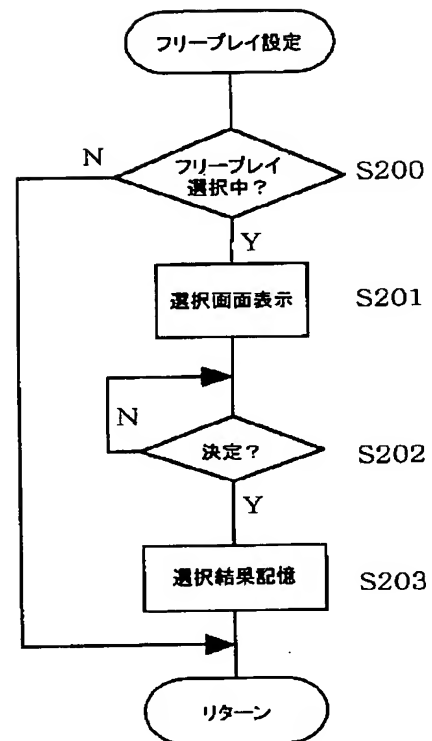 フリープレイ設定
N
フリープレイ
選択中?
S200
Y
選択画面表示
S201
N
決定?
S202
Y
選択結果記憶
S203
リターン